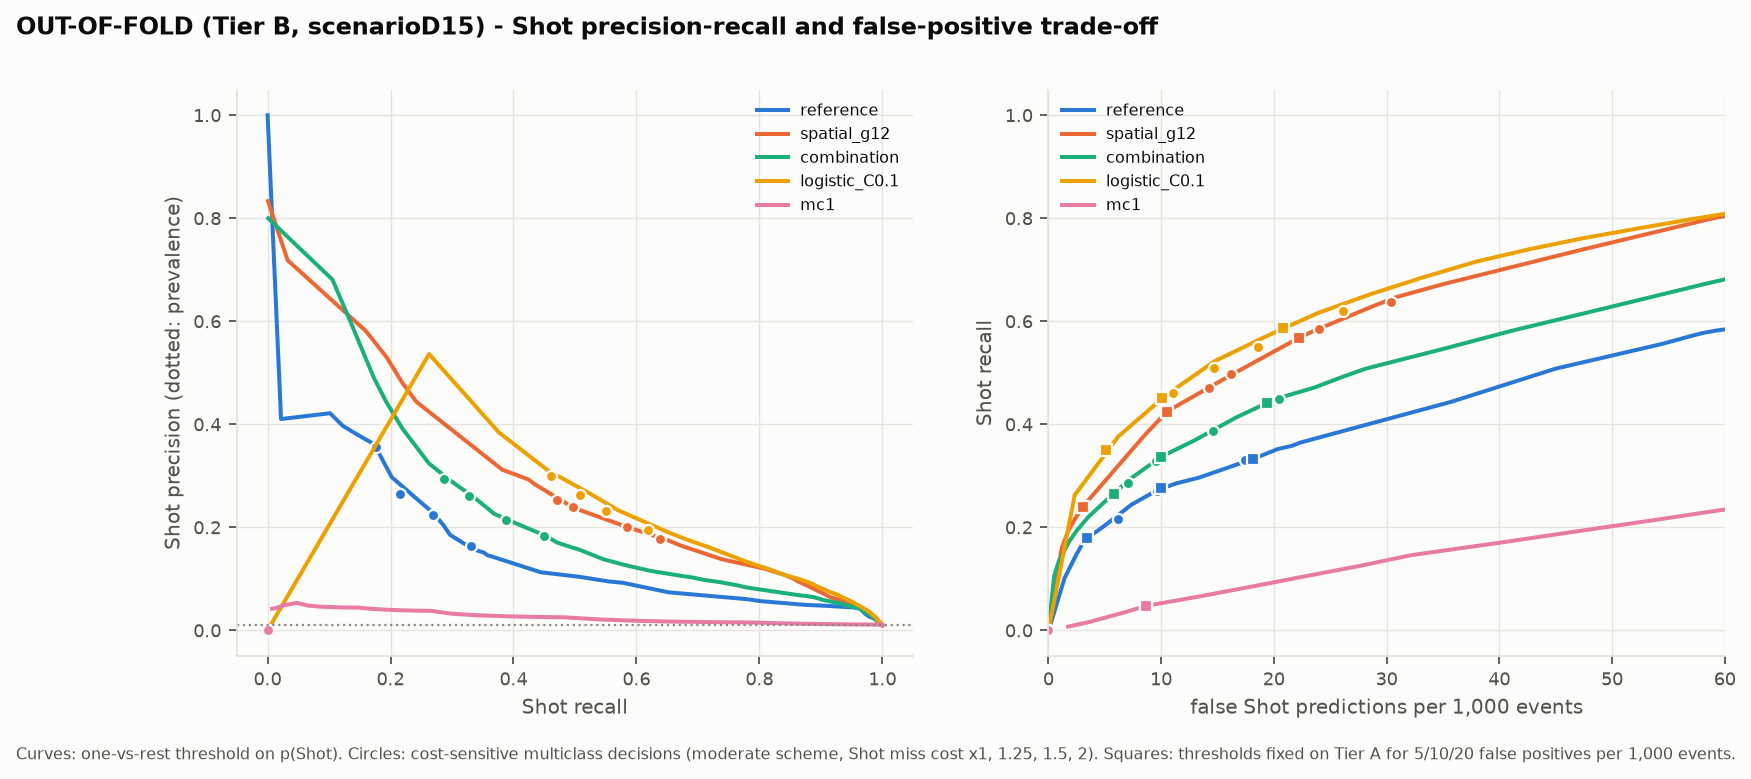 OUT-OF-FOLD (Tier B, scenarioD15) - Shot precision-recall and false-positive trade-off
Shot precision (dotted: prevalence)
1.0
0.8
0.6
0.4
0.2
0.0
0.0 0.2 0.4 0.6 0.8 1.0
Shot recall
reference
spatial_g12
combination
logistic_C0.1
mc1
Shot recall
1.0
0.8
0.6
0.4
0.2
0.0
0 10 20 30 40 50 60
false Shot predictions per 1,000 events
reference
spatial_g12
combination
logistic_C0.1
mc1
Curves: one-vs-rest threshold on p(Shot). Circles: cost-sensitive multiclass decisions (moderate scheme, Shot miss cost x1, 1.25, 1.5, 2). Squares: thresholds fixed on Tier A for 5/10/20 false positives per 1,000 events.